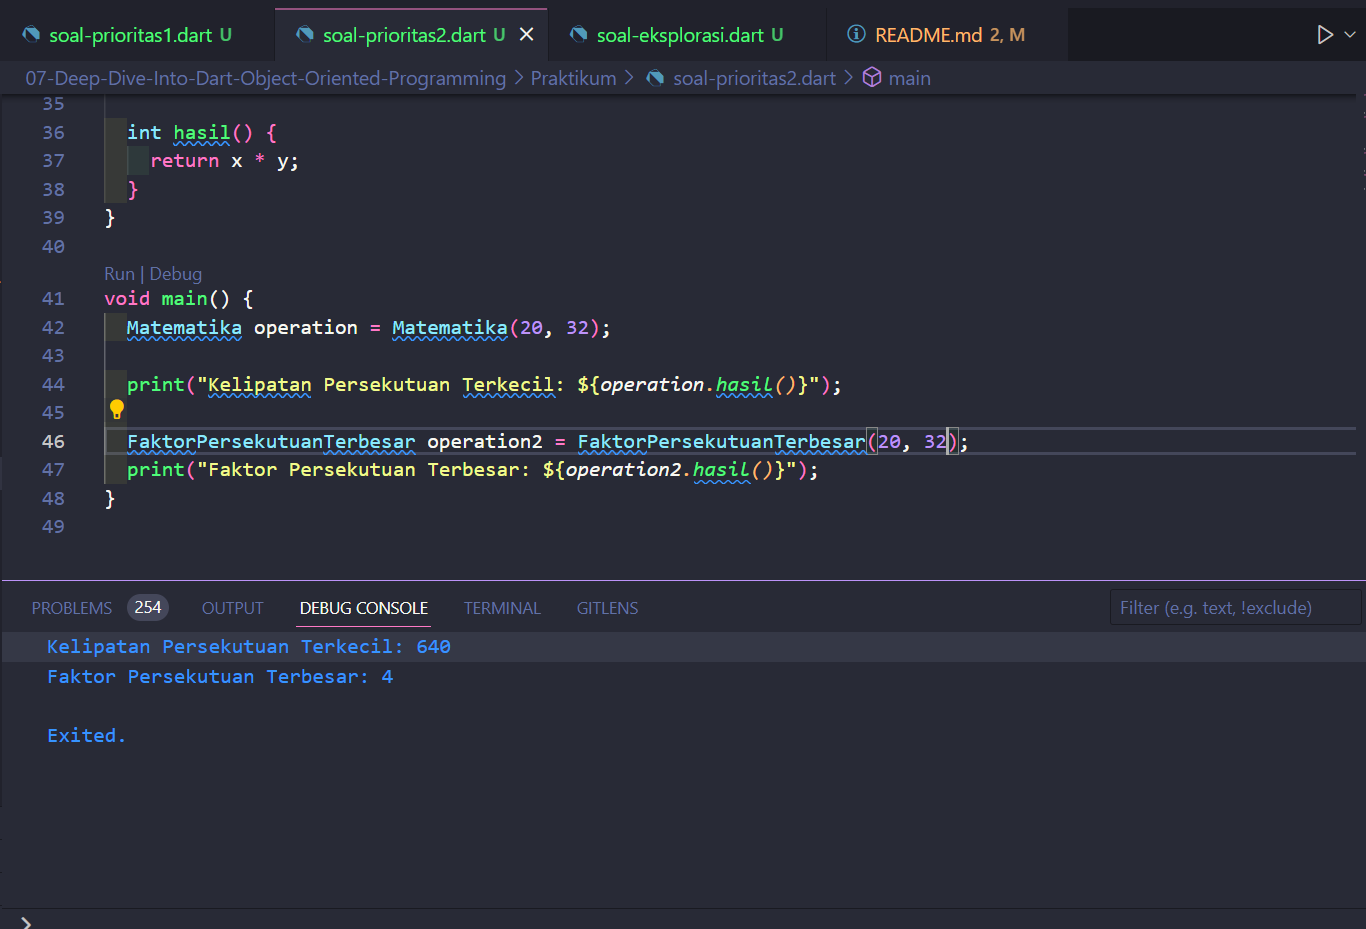 soal-prioritas1.dart U
soal-prioritas2.dart U
soal-eksplorasi.dart U
README.md 2, M
07-Deep-Dive-Into-Dart-Object-Oriented-Programming > Praktikum > soal-prioritas2.dart > main
35
36 int hasil() {
37 return x * y;
38 }
39 }
40
Run | Debug
41 void main() {
42 Matematika operation = Matematika(20, 32);
43
44 print("Kelipatan Persekutuan Terkecil: ${operation.hasil()}");
45
46 FaktorPersekutuanTerbesar operation2 = FaktorPersekutuanTerbesar(20, 32);
47 print("Faktor Persekutuan Terbesar: ${operation2.hasil()}");
48 }
49
PROBLEMS 254 OUTPUT DEBUG CONSOLE TERMINAL GITLENS Filter (e.g. text, !exclude)
Kelipatan Persekutuan Terkecil: 640
Faktor Persekutuan Terbesar: 4
Exited.
>